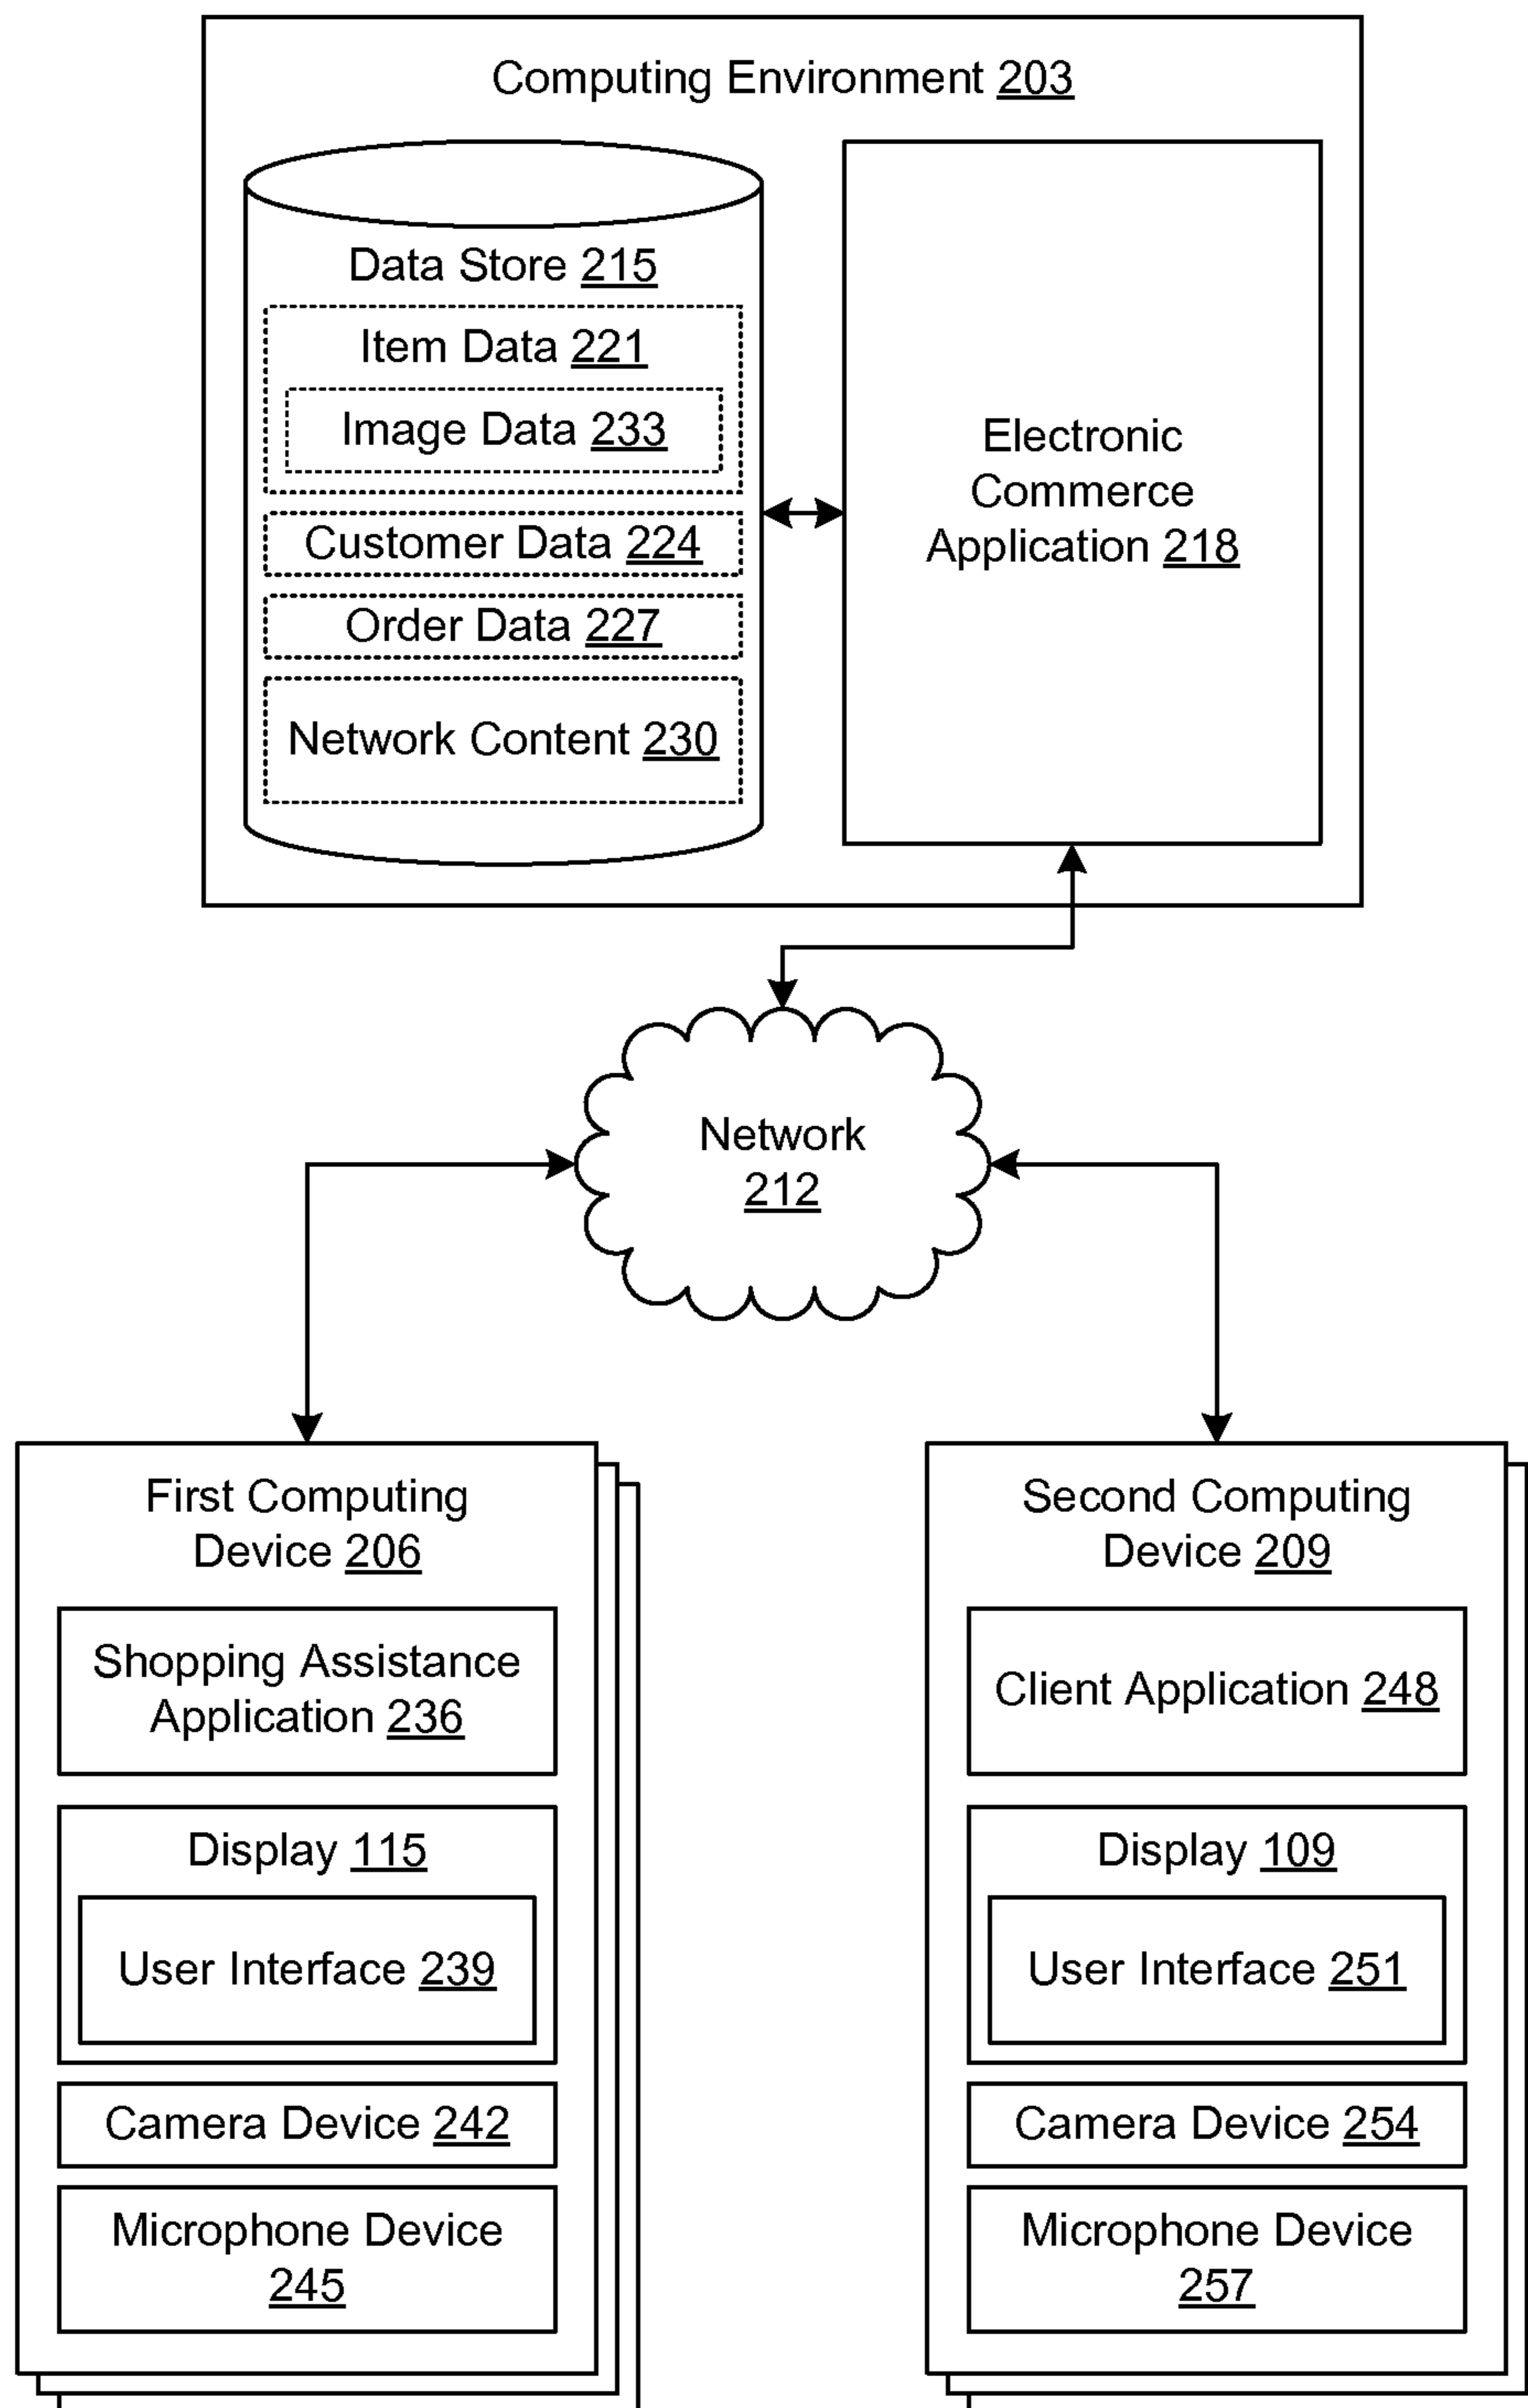 Computing Environment 203
Data Store 215
Item Data 221
Image Data 233
Customer Data 224
Order Data 227
Network Content 230
Electronic
Commerce
Application 218
Network
212
First Computing
Device 206
Shopping Assistance
Application 236
Display 115
User Interface 239
Camera Device 242
Microphone Device
245
Second Computing
Device 209
Client Application 248
Display 109
User Interface 251
Camera Device 254
Microphone Device
257